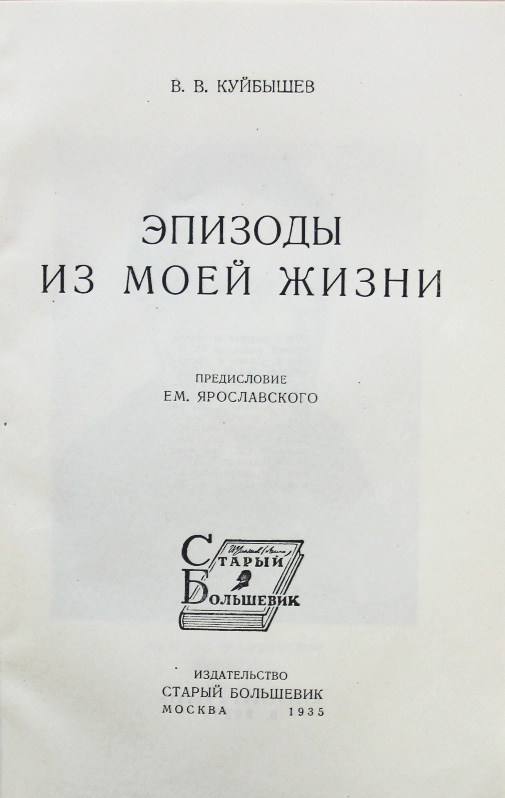 В. В. КУЙБЫШЕВ
ЭПИЗОДЫ
ИЗ МОЕЙ ЖИЗНИ
ПРЕДИСЛОВИЕ
ЕМ. ЯРОСЛАВСКОГО
СТАРЫЙ
БОЛЬШЕВИК
ИЗДАТЕЛЬСТВО
СТАРЫЙ БОЛЬШЕВИК
МОСКВА 1935